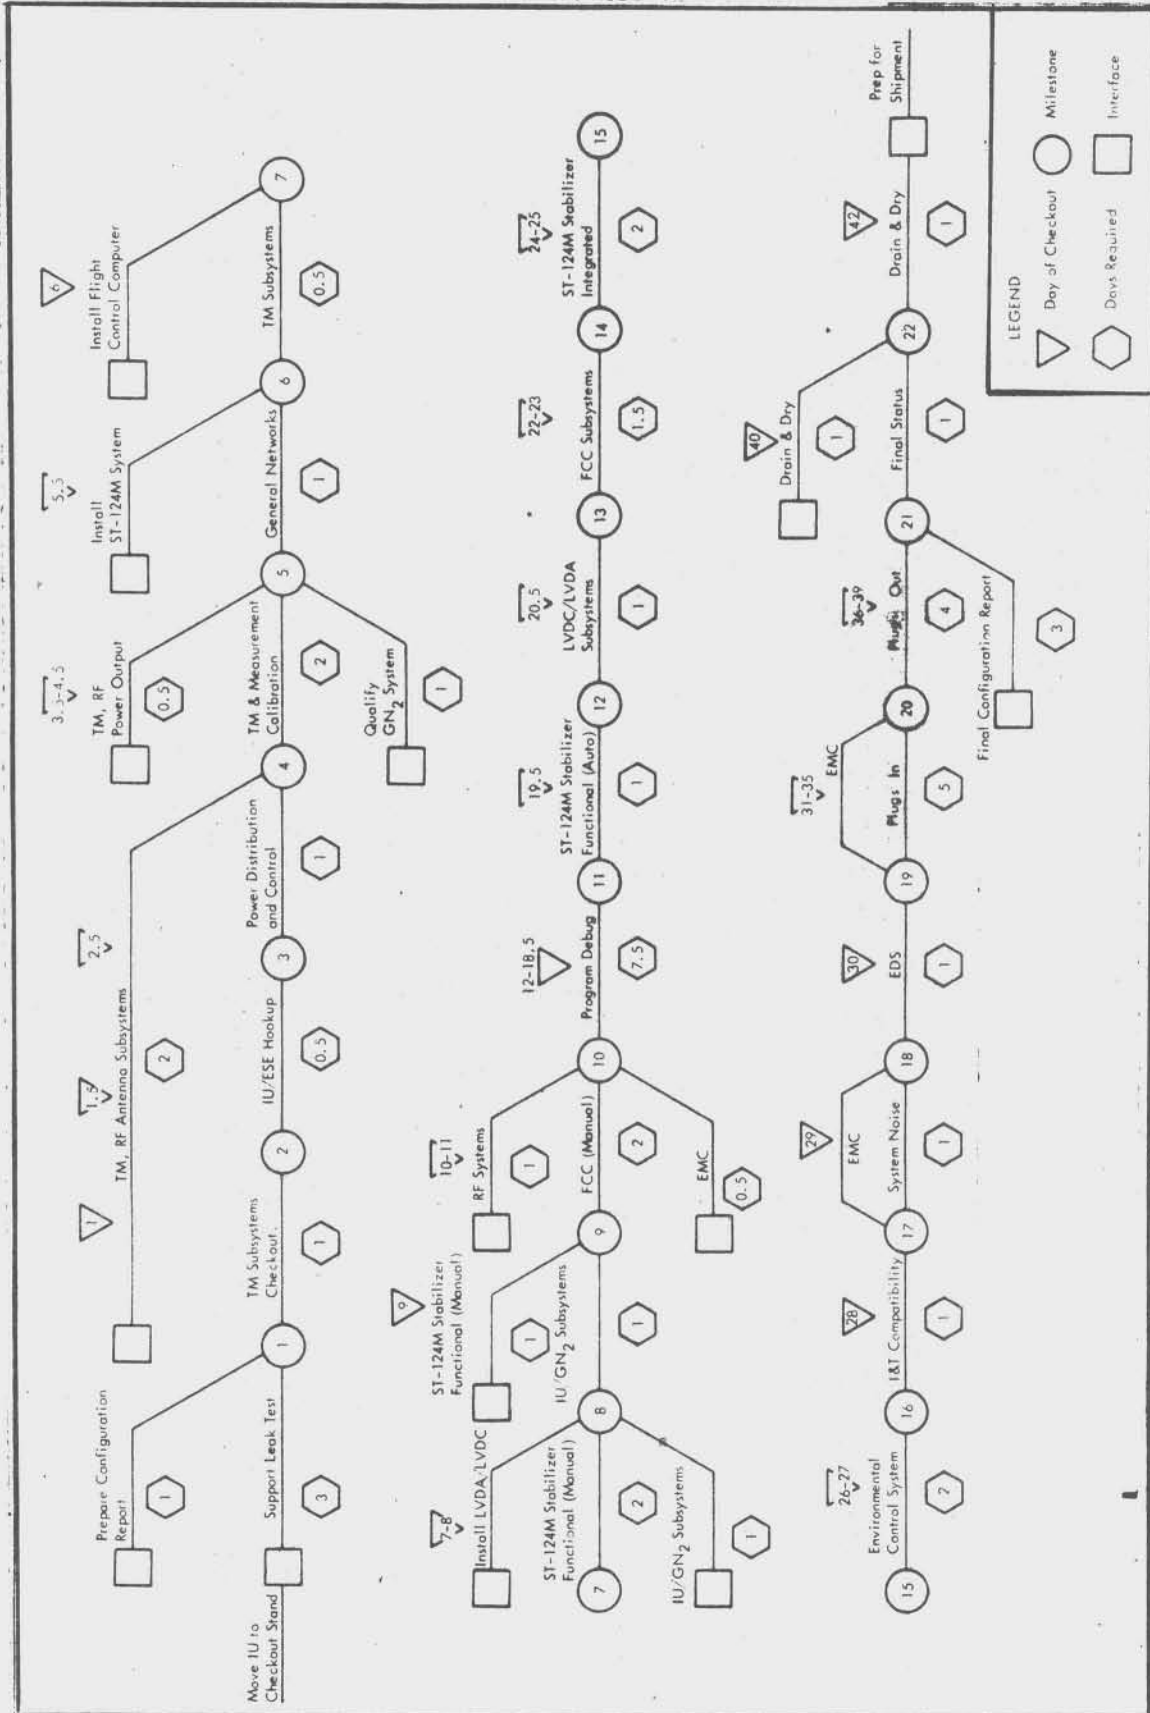 Move IU to
Checkout Stand
Prepare Configuration
Report
1
Support Leak Test
3
1
1
1.5
2.5
TM, RF Antenna Subsystems
2
TM Subsystems
Checkout.
1
2
IU/ESE Hookup
0.5
3
Power Distribution
and Control
1
4
TM, RF
Power Output
0.5
TM & Measurement
Calibration
2
Qualify
GN2 System
1
5
Install
ST-124M System
General Networks
1
6
6
Install Flight
Control Computer
TM Subsystems
0.5
7
7-8
Install LVDA/LVDC
7
ST-124M Stabilizer
Functional (Manual)
2
IU/GN2 Subsystems
1
8
9
ST-124M Stabilizer
Functional (Manual)
1
IU/GN2 Subsystems
1
9
10-11
RF Systems
1
FCC (Manual)
2
EMC
0.5
10
12-18.5
Program Debug
7.5
11
19.5
ST-124M Stabilizer
Functional (Auto)
1
12
20.5
LVDC/LVDA
Subsystems
1
13
22-23
FCC Subsystems
1.5
14
24-25
ST-124M Stabilizer
Integrated
2
15
15
26-27
Environmental
Control System
16
28
I&T Compatibility
1
17
29
EMC
System Noise
1
18
30
EDS
1
19
31-35
EMC
Plugs In
5
20
36-39
Out
4
Final Configuration Report
3
21
40
Drain & Dry
1
Final Status
1
22
42
Drain & Dry
1
Prep for
Shipment
LEGEND
Day of Checkout
Milestone
Days Required
Interface